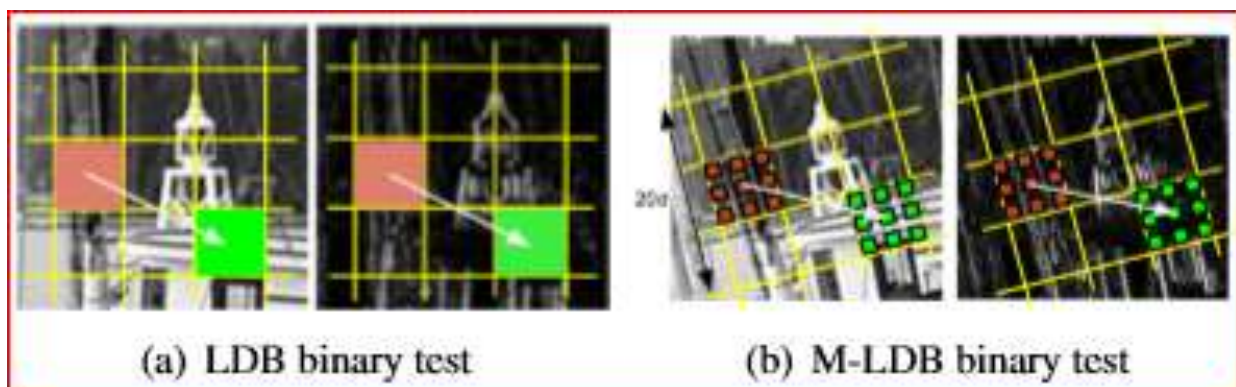 20σ
(a) LDB binary test
(b) M-LDB binary test